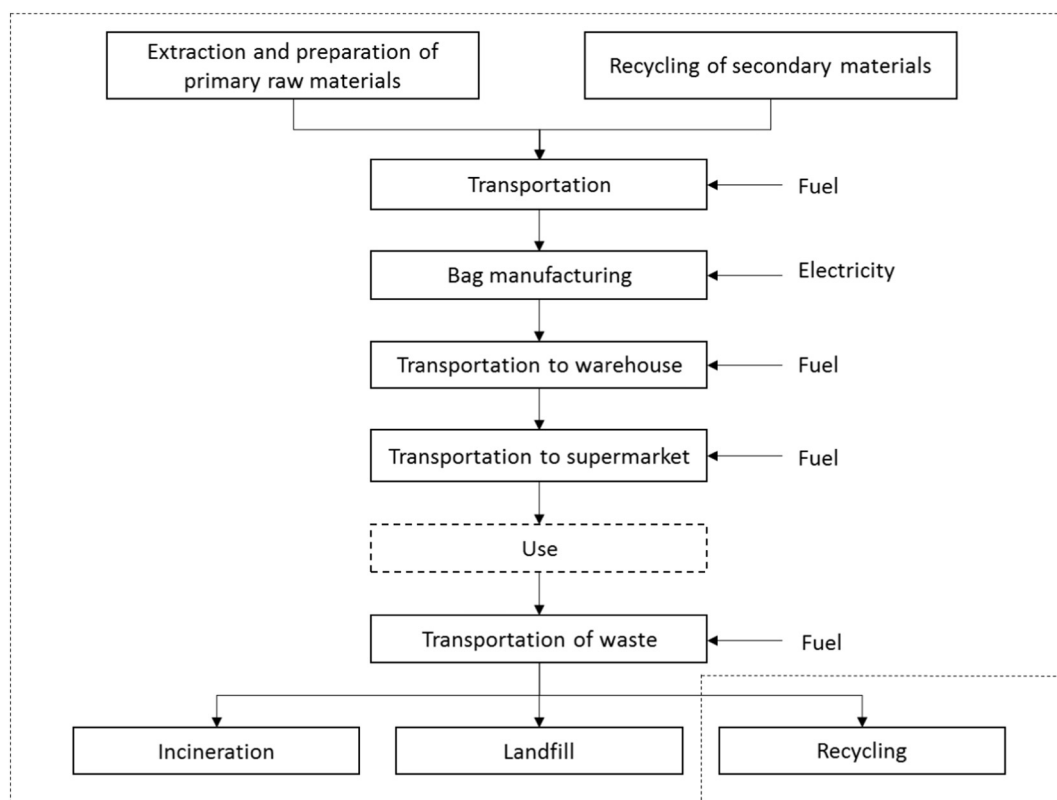 Extraction and preparation of
primary raw materials
Recycling of secondary materials
Transportation
Fuel
Bag manufacturing
Electricity
Transportation to warehouse
Fuel
Transportation to supermarket
Fuel
Use
Transportation of waste
Fuel
Incineration
Landfill
Recycling